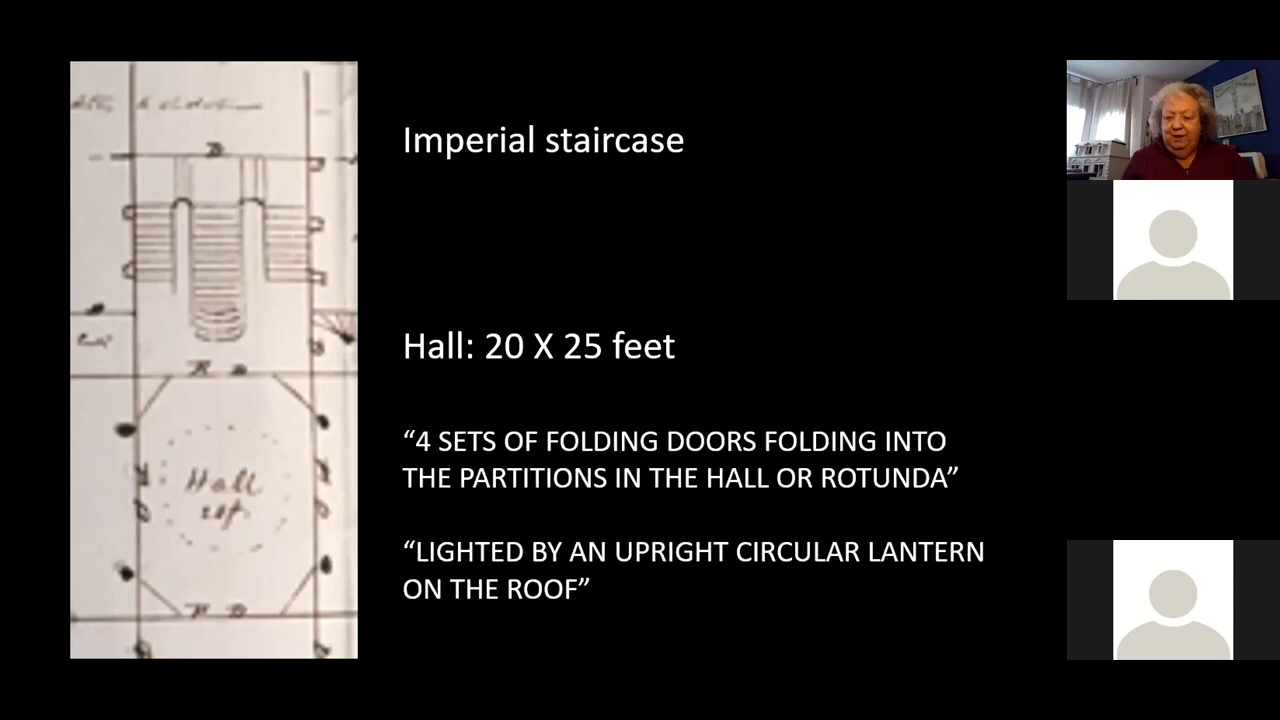 Imperial staircase
Hall: 20 X 25 feet
“4 SETS OF FOLDING DOORS FOLDING INTO
THE PARTITIONS IN THE HALL OR ROTUNDA”
“LIGHTED BY AN UPRIGHT CIRCULAR LANTERN
ON THE ROOF”
D
F D
Hall
20f.
F D